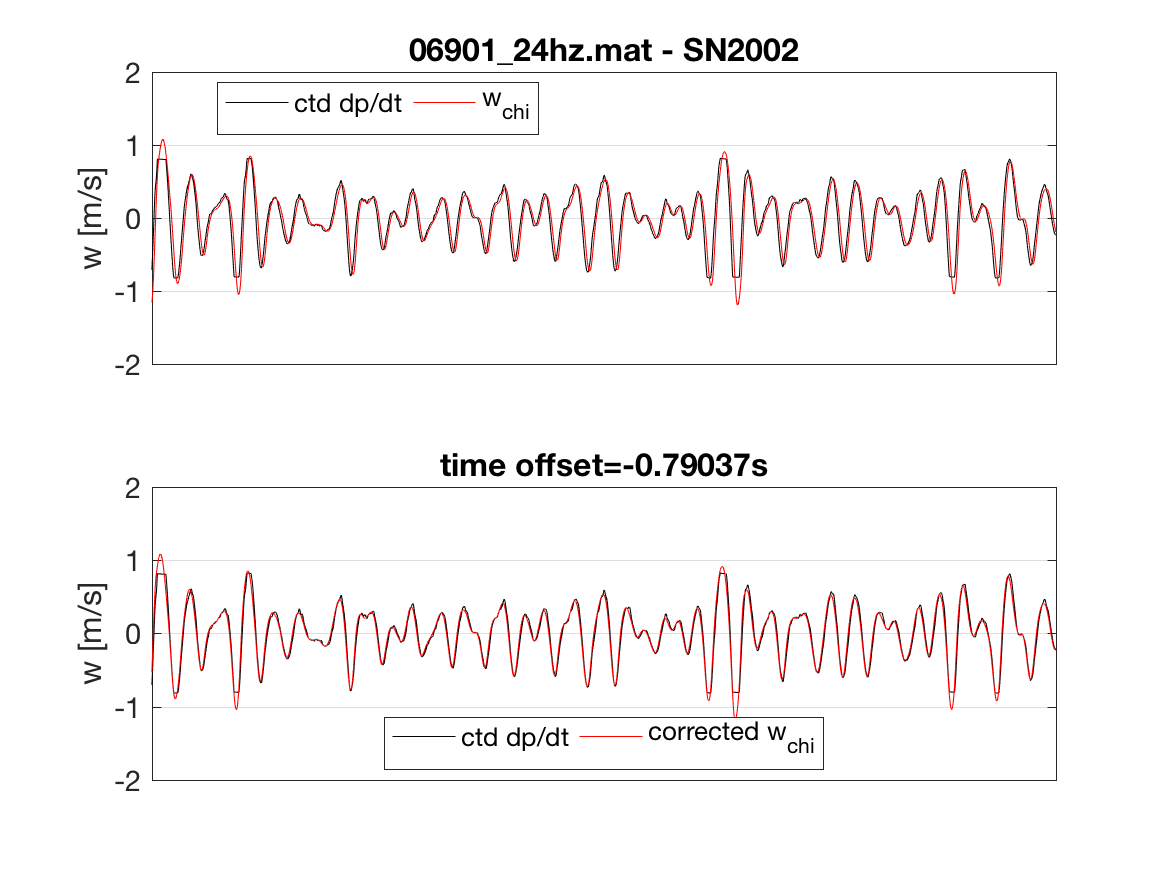 06901_24hz.mat - SN2002
2
ctd dp/dt w_chi
1
0
-1
-2
w [m/s]
time offset=-0.79037s
2
1
0
-1
ctd dp/dt corrected w_chi
-2
w [m/s]